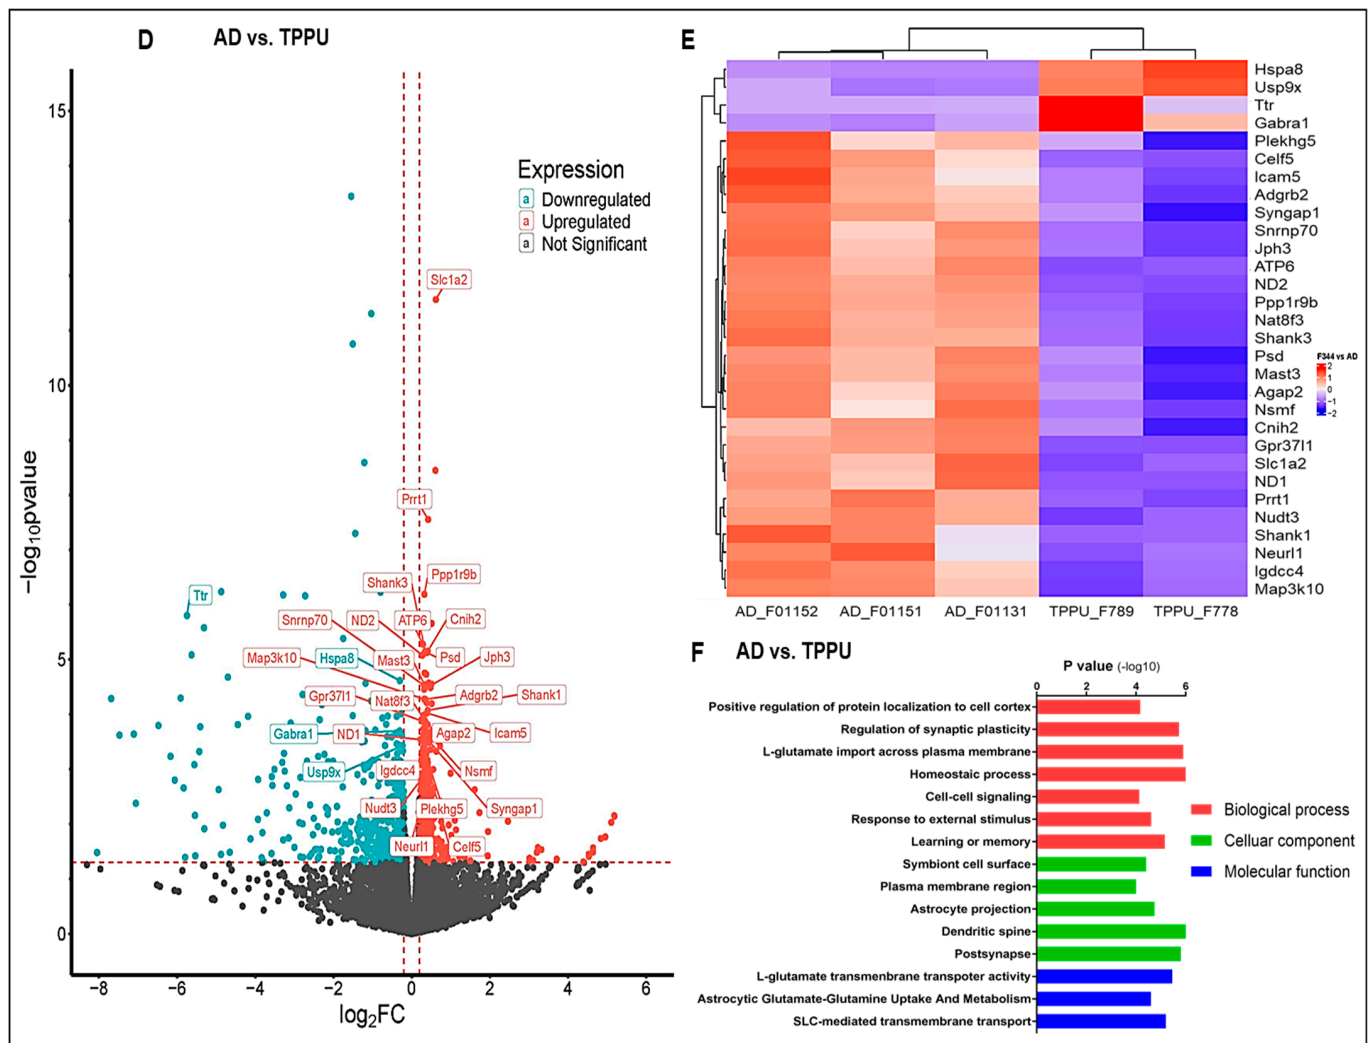 D AD vs. TPPU
15
10
5
0
−log10pvalue
−8 −6 −4 −2 0 2 4 6
log2FC
Expression
a Downregulated
a Upregulated
a Not Significant
Slc1a2
Prrt1
Ppp1r9b
Shank3
Ttr
Snrnp70 ND2 ATP6 Cnih2
Map3k10 Hspa8 Mast3 Psd Jph3
Gpr37l1 Nat8f3 Adgrb2 Shank1
Gabra1 ND1 Agap2 Icam5
Usp9x Igdcc4 Nsmf
Nudt3 Plekhg5 Syngap1
Neurl1 Celf5
E
Hspa8
Usp9x
Ttr
Gabra1
Plekhg5
Celf5
Icam5
Adgrb2
Syngap1
Snrnp70
Jph3
ATP6
ND2
Ppp1r9b
Nat8f3
Shank3
Psd
Mast3
Agap2
Nsmf
Cnih2
Gpr37l1
Slc1a2
ND1
Prrt1
Nudt3
Shank1
Neurl1
Igdcc4
Map3k10
F344 vs AD
2
1
0
−1
−2
AD_F01152 AD_F01151 AD_F01131 TPPU_F789 TPPU_F778
F AD vs. TPPU
P value (-log10)
0 2 4 6
Positive regulation of protein localization to cell cortex
Regulation of synaptic plasticity
L-glutamate import across plasma membrane
Homeostaic process
Cell-cell signaling
Response to external stimulus
Learning or memory
Symbiont cell surface
Plasma membrane region
Astrocyte projection
Dendritic spine
Postsynapse
L-glutamate transmenbrane transpoter activity
Astrocytic Glutamate-Glutamine Uptake And Metabolism
SLC-mediated transmembrane transport
Biological process
Celluar component
Molecular function